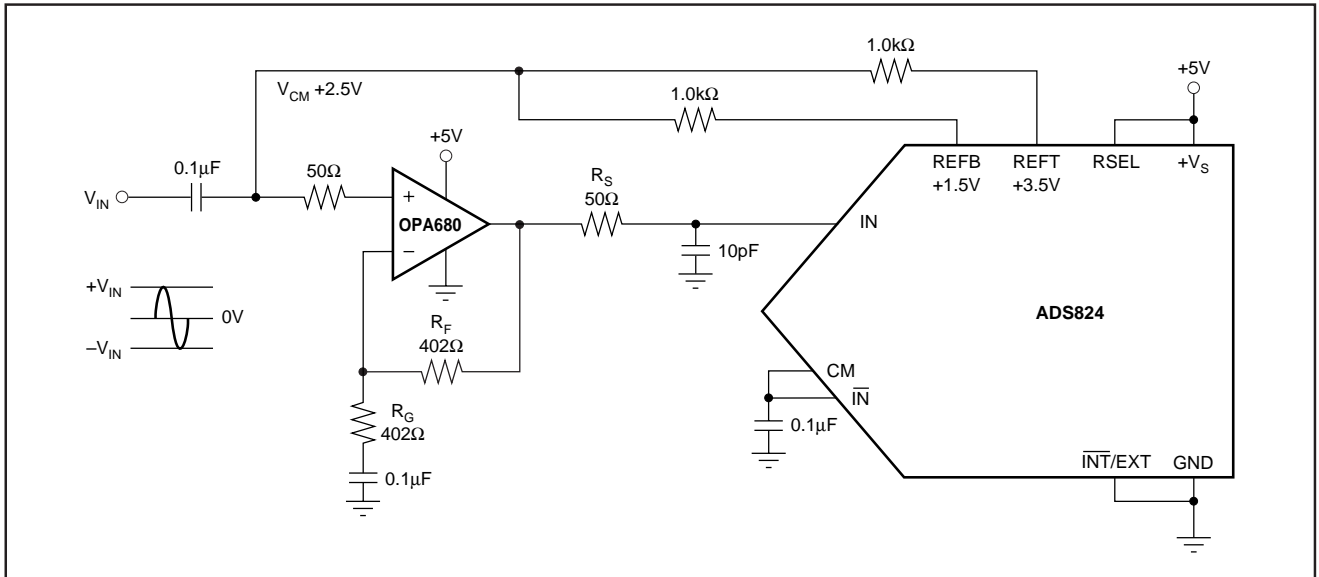 1.0kΩ
+5V
V_CM +2.5V
1.0kΩ
+5V
REFB
+1.5V
REFT
+3.5V
RSEL
+V_S
0.1μF
50Ω
R_S
50Ω
V_IN
+
OPA680
−
IN
10pF
+V_IN
0V
−V_IN
ADS824
R_F
402Ω
CM
I̅N̅
R_G
402Ω
0.1μF
0.1μF
I̅N̅T̅/EXT
GND